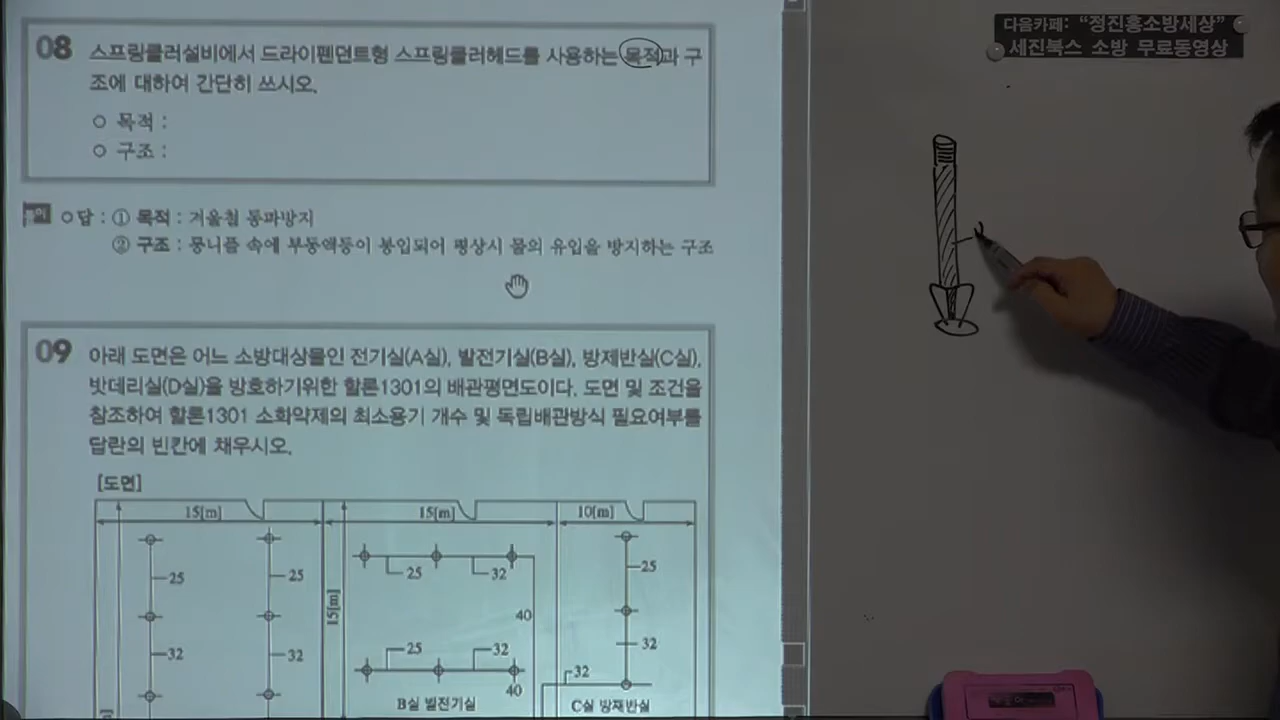 다음카페: "정진홍소방세상"
세진북스 소방 무료동영상
08 스프링클러설비에서 드라이펜던트형 스프링클러헤드를 사용하는 목적과 구
조에 대하여 간단히 쓰시오.
○ 목적 :
○ 구조 :
풀이 ○답 : ① 목적 : 겨울철 동파방지
② 구조 : 롱니플 속에 부동액등이 봉입되어 평상시 물의 유입을 방지하는 구조
09 아래 도면은 어느 소방대상물인 전기실(A실), 발전기실(B실), 방제반실(C실),
밧데리실(D실)을 방호하기위한 할론1301의 배관평면도이다. 도면 및 조건을
참조하여 할론1301 소화약제의 최소용기 개수 및 독립배관방식 필요여부를
답란의 빈칸에 채우시오.
[도면]
15[m] 15[m] 10[m]
25 25 25 32 25
15[m] 40
32 32 25 32 32
32
40
B실 발전기실 C실 방재반실